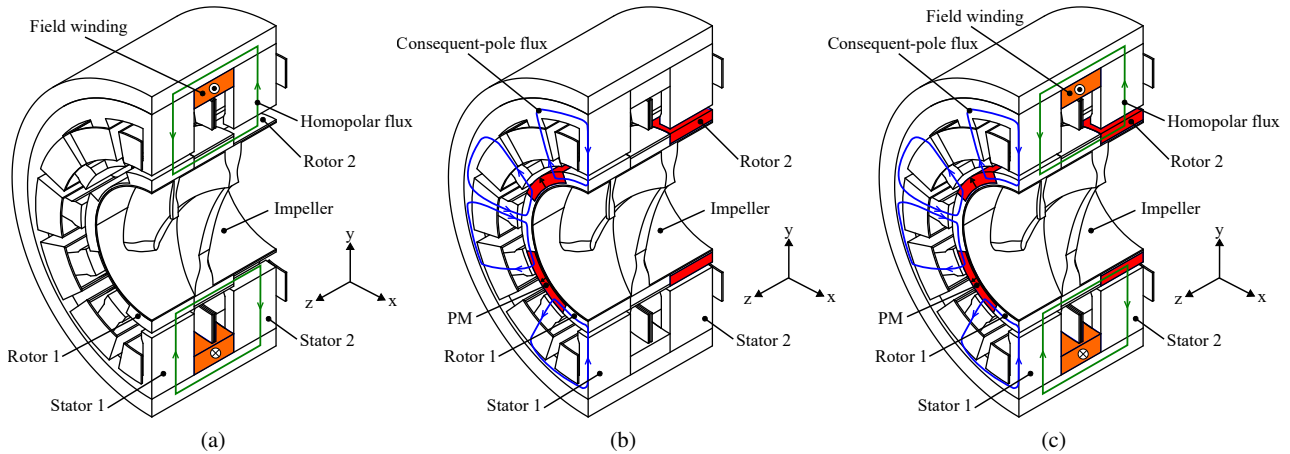 Field winding
Homopolar flux
Rotor 2
Impeller
y
z
x
Rotor 1
Stator 2
Stator 1
(a)
Consequent-pole flux
Rotor 2
Impeller
y
z
x
PM
Rotor 1
Stator 2
Stator 1
(b)
Field winding
Consequent-pole flux
Homopolar flux
Rotor 2
Impeller
y
z
x
PM
Rotor 1
Stator 2
Stator 1
(c)